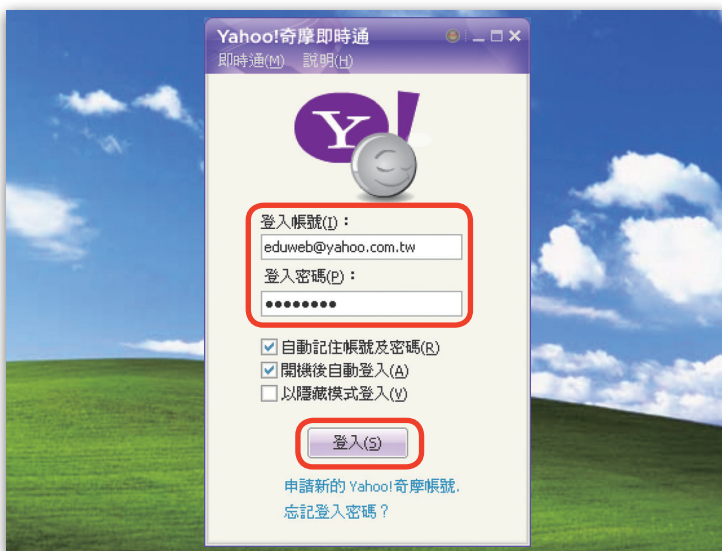 Yahoo!奇摩即時通
即時通(M) 說明(H)
Y!
登入帳號(I)：
eduweb@yahoo.com.tw
登入密碼(P)：
●●●●●●●●
自動記住帳號及密碼(R)
開機後自動登入(A)
以隱藏模式登入(V)
登入(S)
申請新的 Yahoo!奇摩帳號.
忘記登入密碼？